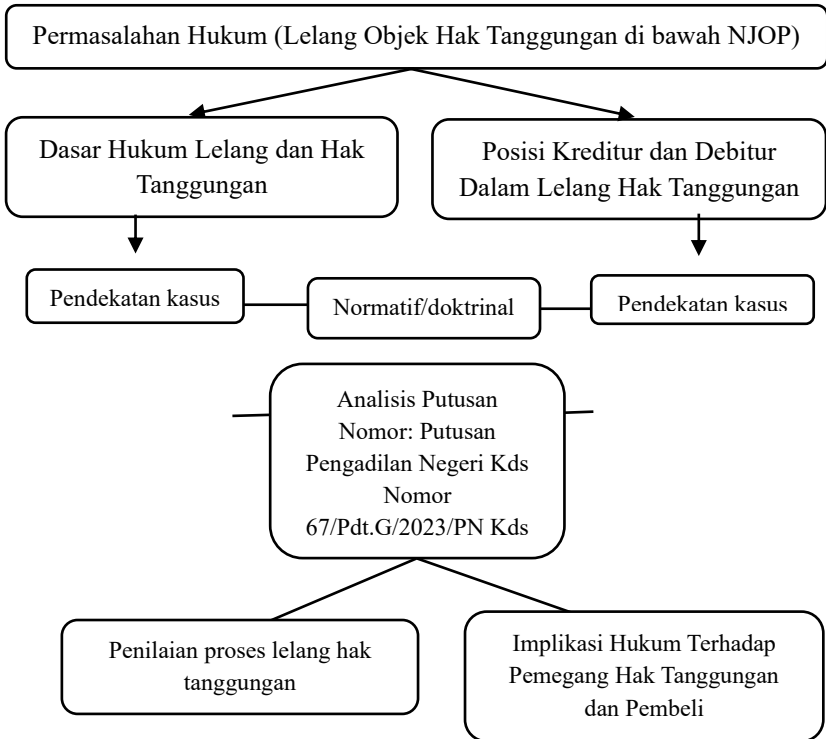 Permasalahan Hukum (Lelang Objek Hak Tanggungan di bawah NJOP)
Dasar Hukum Lelang dan Hak
Tanggungan
Posisi Kreditur dan Debitur
Dalam Lelang Hak Tanggungan
Pendekatan kasus
Normatif/doktrinal
Pendekatan kasus
Analisis Putusan
Nomor: Putusan
Pengadilan Negeri Kds
Nomor
67/Pdt.G/2023/PN Kds
Penilaian proses lelang hak
tanggungan
Implikasi Hukum Terhadap
Pemegang Hak Tanggungan
dan Pembeli